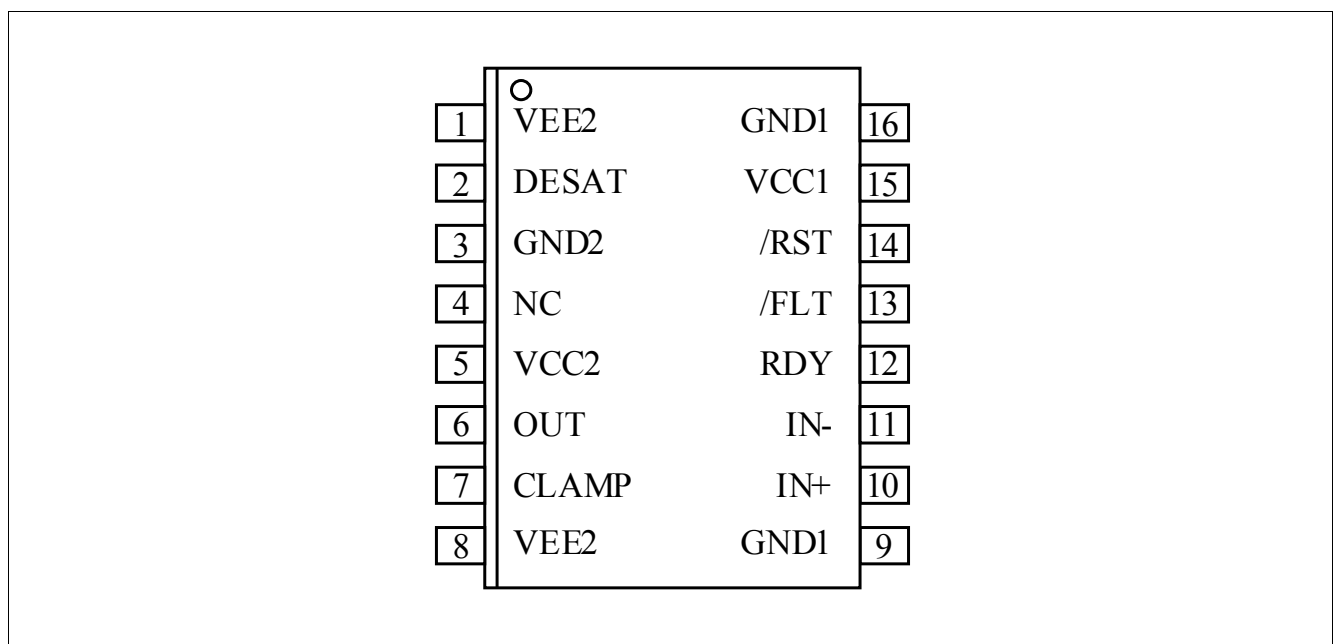 1 VEE2 GND1 16
2 DESAT VCC1 15
3 GND2 /RST 14
4 NC /FLT 13
5 VCC2 RDY 12
6 OUT IN- 11
7 CLAMP IN+ 10
8 VEE2 GND1 9